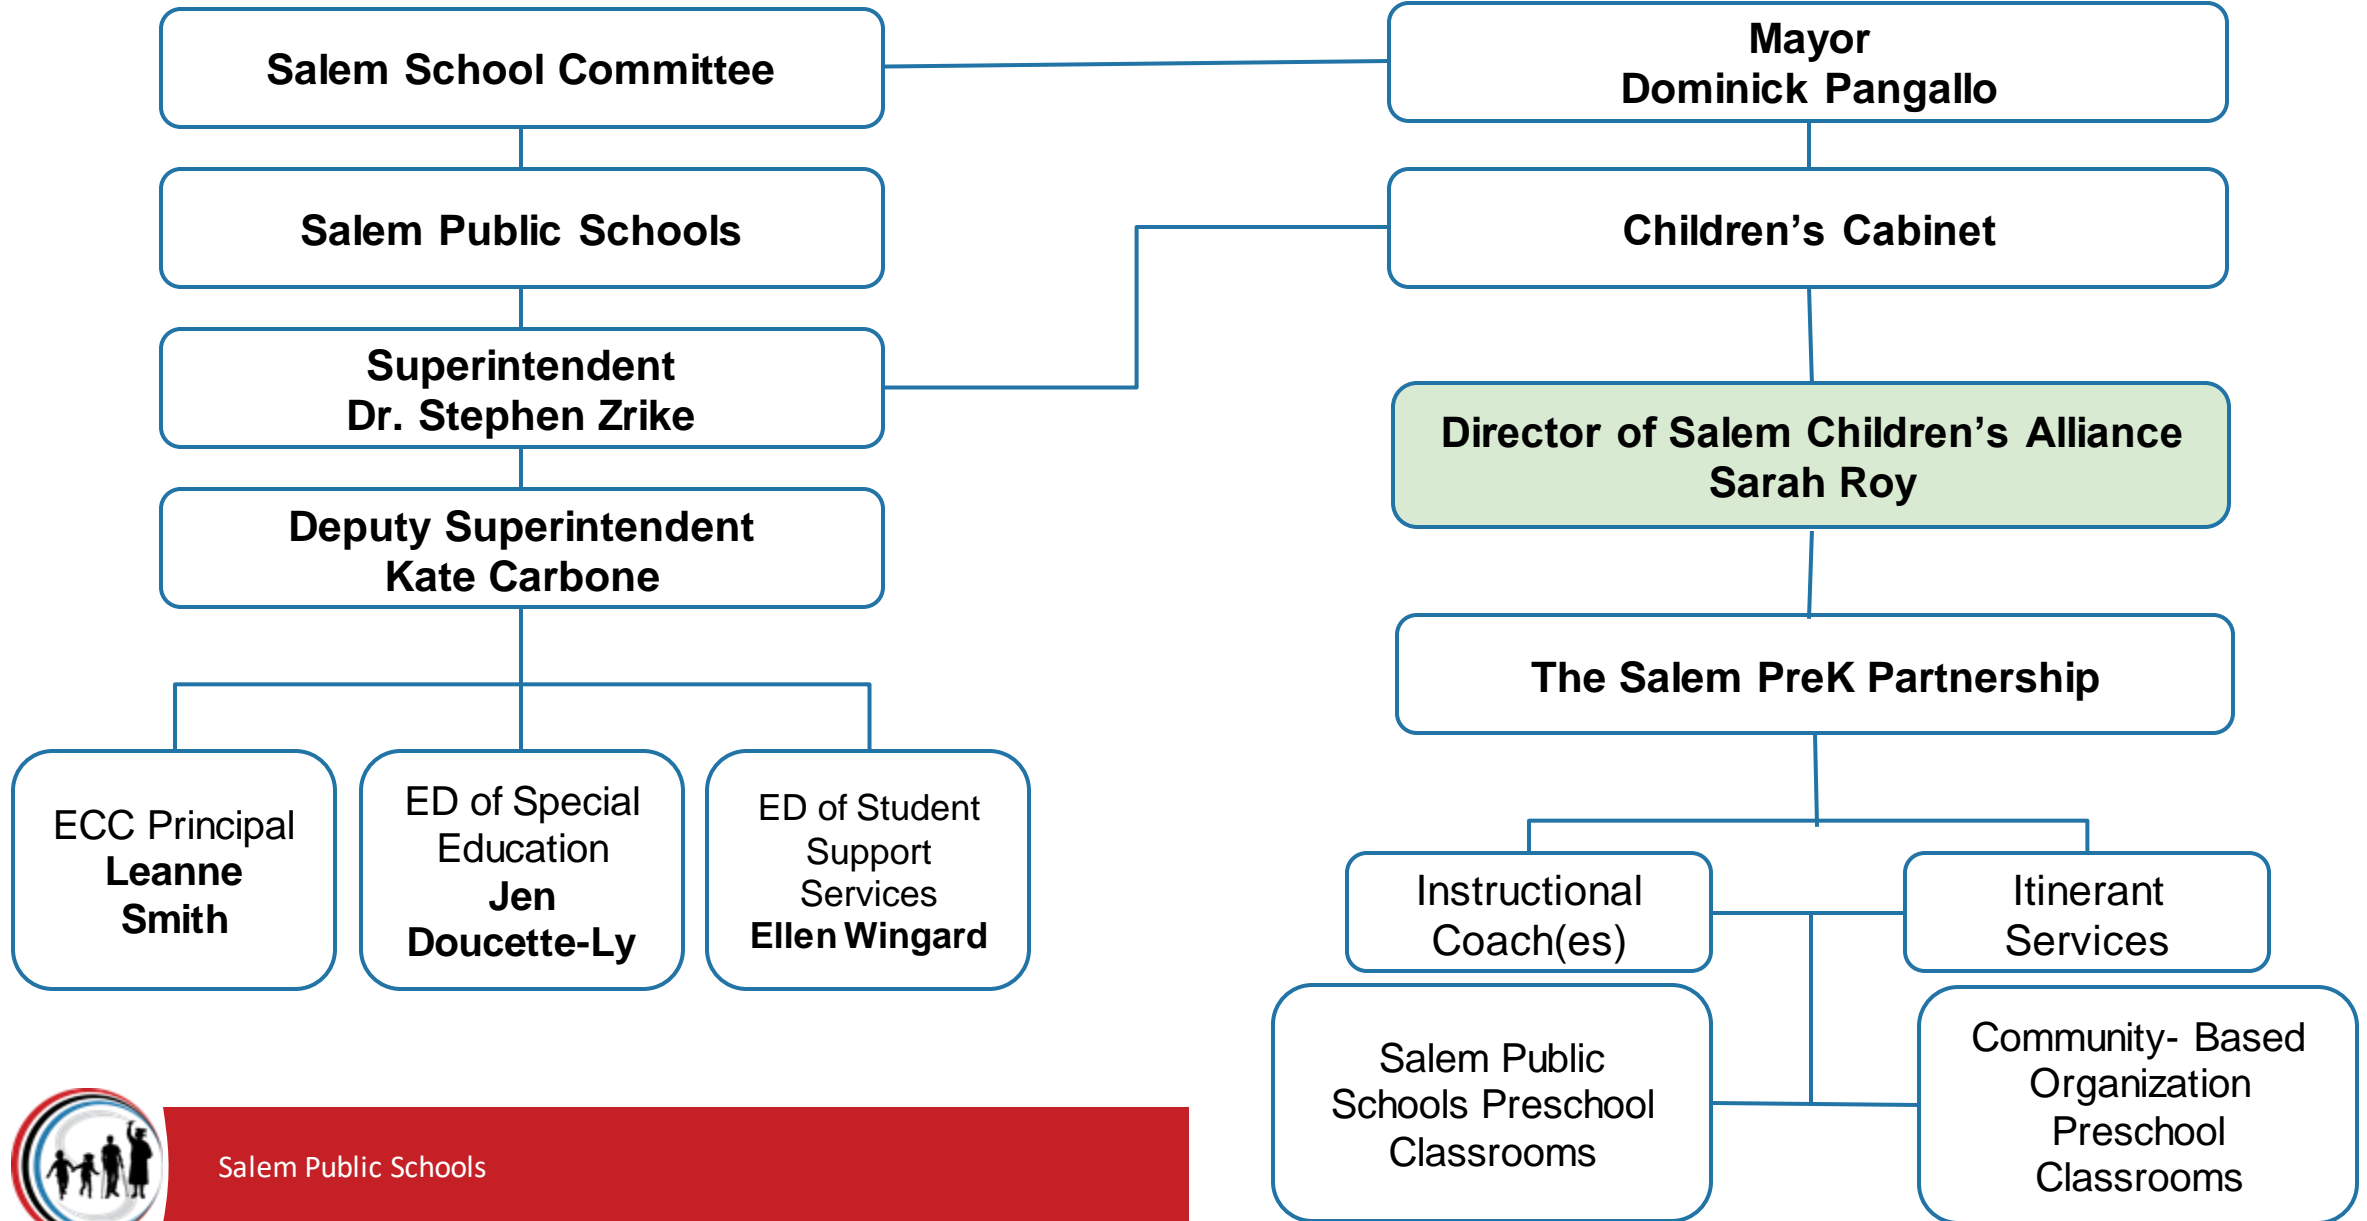 Salem School Committee
Mayor
Dominick Pangallo
Salem Public Schools
Children's Cabinet
Superintendent
Dr. Stephen Zrike
Director of Salem Children's Alliance
Sarah Roy
Deputy Superintendent
Kate Carbone
The Salem PreK Partnership
ECC Principal
Leanne
Smith
ED of Special
Education
Jen
Doucette-Ly
ED of Student
Support
Services
Ellen Wingard
Instructional
Coach(es)
Itinerant
Services
Salem Public
Schools Preschool
Classrooms
Community- Based
Organization
Preschool
Classrooms
Salem Public Schools